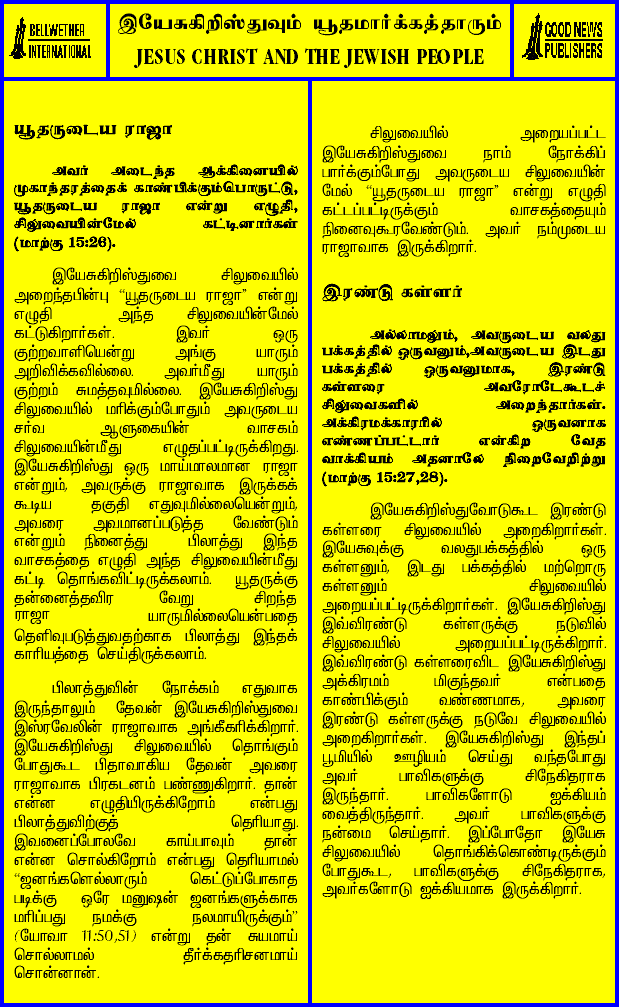 BELLWETHER
INTERNATIONAL
இயேசுகிறிஸ்துவும் யூதமார்க்கத்தாரும்
JESUS CHRIST AND THE JEWISH PEOPLE
GOOD NEWS
PUBLISHERS
யூதருடைய ராஜா
அவர் அடைந்த ஆக்கினையின்
முகாந்தரத்தைக் காண்பிக்கும்பொருட்டு,
யூதருடைய ராஜா என்று எழுதி,
சிலுவையின்மேல் கட்டினார்கள்
(மாற்கு 15:26).
இயேசுகிறிஸ்துவை சிலுவையில்
அறைந்தபின்பு “யூதருடைய ராஜா” என்று
எழுதி அந்த சிலுவையின்மேல்
கட்டுகிறார்கள். இவர் ஒரு
குற்றவாளியென்று அங்கு யாரும்
அறிவிக்கவில்லை. அவர்மீது யாரும்
குற்றம் சுமத்தவுமில்லை. இயேசுகிறிஸ்து
சிலுவையில் மரிக்கும்போதும் அவருடைய
சர்வ ஆளுகையின் வாசகம்
சிலுவையின்மீது எழுதப்பட்டிருக்கிறது.
இயேசுகிறிஸ்து ஒரு மாய்மாலமான ராஜா
என்றும், அவருக்கு ராஜாவாக இருக்கக்
கூடிய தகுதி எதுவுமில்லையென்றும்,
அவரை அவமானப்படுத்த வேண்டும்
என்றும் நினைத்து பிலாத்து இந்த
வாசகத்தை எழுதி அந்த சிலுவையின்மீது
கட்டி தொங்கவிட்டிருக்கலாம். யூதருக்கு
தன்னைத்தவிர வேறு சிறந்த
ராஜா யாருமில்லையென்பதை
தெளிவுபடுத்துவதற்காக பிலாத்து இந்தக்
காரியத்தை செய்திருக்கலாம்.
பிலாத்துவின் நோக்கம் எதுவாக
இருந்தாலும் தேவன் இயேசுகிறிஸ்துவை
இஸ்ரவேலின் ராஜாவாக அங்கீகரிக்கிறார்.
இயேசுகிறிஸ்து சிலுவையில் தொங்கும்
போதுகூட பிதாவாகிய தேவன் அவரை
ராஜாவாக பிரகடனம் பண்ணுகிறார். தான்
என்ன எழுதியிருக்கிறோம் என்பது
பிலாத்துவிற்குத் தெரியாது.
இவனைப்போலவே காய்பாவும் தான்
என்ன சொல்கிறோம் என்பது தெரியாமல்
“ஜனங்களெல்லாரும் கெட்டுப்போகாத
படிக்கு ஒரே மனுஷன் ஜனங்களுக்காக
மரிப்பது நமக்கு நலமாயிருக்கும்”
(யோவா 11:50,51) என்று தன் சுயமாய்
சொல்லாமல் தீர்க்கதரிசனமாய்
சொன்னான்.
சிலுவையில் அறையப்பட்ட
இயேசுகிறிஸ்துவை நாம் நோக்கிப்
பார்க்கும்போது அவருடைய சிலுவையின்
மேல் “யூதருடைய ராஜா” என்று எழுதி
கட்டப்பட்டிருக்கும் வாசகத்தையும்
நினைவுகூரவேண்டும். அவர் நம்முடைய
ராஜாவாக இருக்கிறார்.
இரண்டு கள்ளர்
அல்லாமலும், அவருடைய வலது
பக்கத்தில் ஒருவனும்,அவருடைய இடது
பக்கத்தில் ஒருவனுமாக, இரண்டு
கள்ளரை அவரோடேகூடச்
சிலுவைகளில் அறைந்தார்கள்.
அக்கிரமக்காரரில் ஒருவனாக
எண்ணப்பட்டார் என்கிற வேத
வாக்கியம் அதனாலே நிறைவேறிற்று
(மாற்கு 15:27,28).
இயேசுகிறிஸ்துவோடுகூட இரண்டு
கள்ளரை சிலுவையில் அறைகிறார்கள்.
இயேசுவுக்கு வலதுபக்கத்தில் ஒரு
கள்ளனும், இடது பக்கத்தில் மற்றொரு
கள்ளனும் சிலுவையில்
அறையப்பட்டிருக்கிறார்கள். இயேசுகிறிஸ்து
இவ்விரண்டு கள்ளருக்கு நடுவில்
சிலுவையில் அறையப்பட்டிருக்கிறார்.
இவ்விரண்டு கள்ளரைவிட இயேசுகிறிஸ்து
அக்கிரமம் மிகுந்தவர் என்பதை
காண்பிக்கும் வண்ணமாக, அவரை
இரண்டு கள்ளருக்கு நடுவே சிலுவையில்
அறைகிறார்கள். இயேசுகிறிஸ்து இந்தப்
பூமியில் ஊழியம் செய்து வந்தபோது
அவர் பாவிகளுக்கு சிநேகிதராக
இருந்தார். பாவிகளோடு ஐக்கியம்
வைத்திருந்தார். அவர் பாவிகளுக்கு
நன்மை செய்தார். இப்போதோ இயேசு
சிலுவையில் தொங்கிக்கொண்டிருக்கும்
போதுகூட, பாவிகளுக்கு சிநேகிதராக,
அவர்களோடு ஐக்கியமாக இருக்கிறார்.